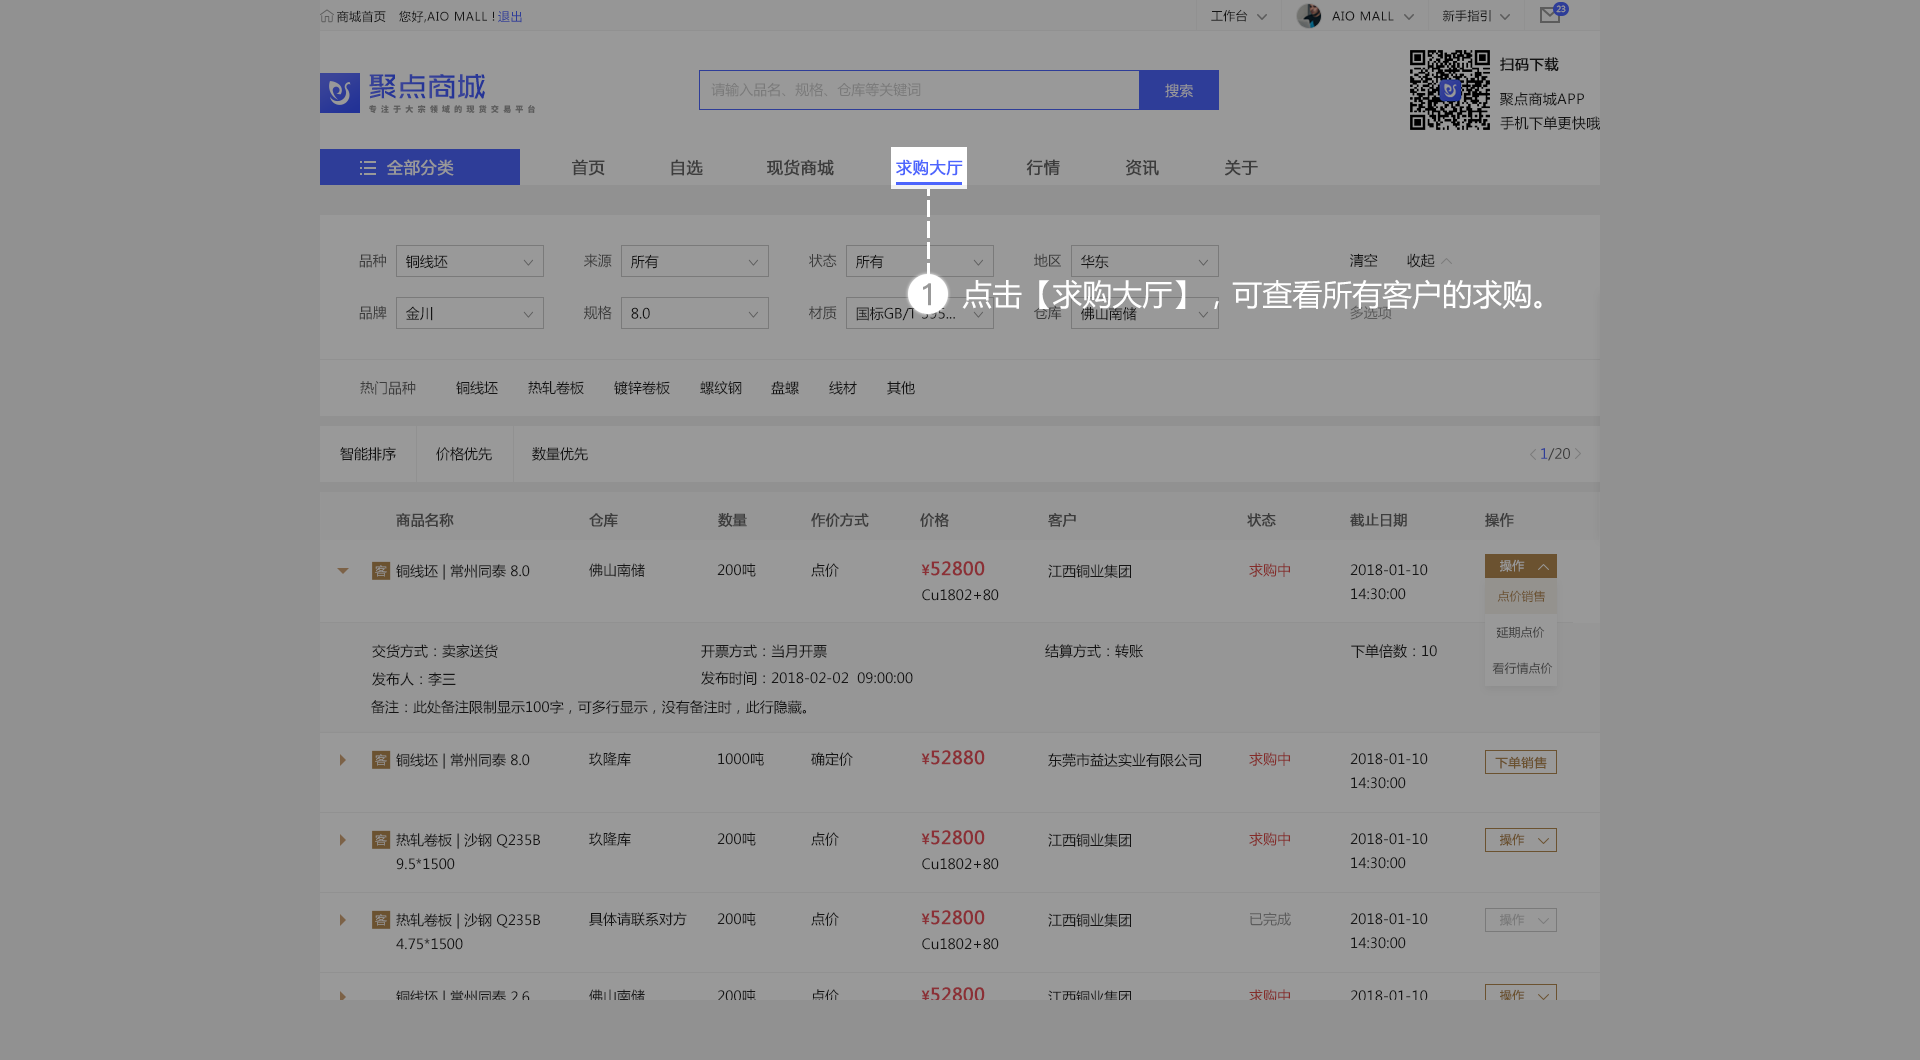 商城首页 您好,AIO MALL ! 退出
工作台 AIO MALL 新手指引 23
聚点商城
专注于大宗领域的现货交易平台
请输入品名、规格、仓库等关键词 搜索
扫码下载
聚点商城APP
手机下单更快哦
全部分类 首页 自选 现货商城 求购大厅 行情 资讯 关于
品种 铜线坯 来源 所有 状态 所有 地区 华东 清空 收起
1 点击【求购大厅】，可查看所有客户的求购。
品牌 金川 规格 8.0 材质 国标GB/T 395... 仓库 佛山南储 多选项
热门品种 铜线坯 热轧卷板 镀锌卷板 螺纹钢 盘螺 线材 其他
智能排序 价格优先 数量优先 1/20
商品名称 仓库 数量 作价方式 价格 客户 状态 截止日期 操作
客 铜线坯 | 常州同泰 8.0 佛山南储 200吨 点价 ¥52800 江西铜业集团 求购中 2018-01-10 操作
Cu1802+80 14:30:00 点价销售
延期点价
看行情点价
交货方式：卖家送货 开票方式：当月开票 结算方式：转账 下单倍数：10
发布人：李三 发布时间：2018-02-02 09:00:00
备注：此处备注限制显示100字，可多行显示，没有备注时，此行隐藏。
客 铜线坯 | 常州同泰 8.0 玖隆库 1000吨 确定价 ¥52880 东莞市益达实业有限公司 求购中 2018-01-10 下单销售
14:30:00
客 热轧卷板 | 沙钢 Q235B 玖隆库 200吨 点价 ¥52800 江西铜业集团 求购中 2018-01-10 操作
9.5*1500 Cu1802+80 14:30:00
客 热轧卷板 | 沙钢 Q235B 具体请联系对方 200吨 点价 ¥52800 江西铜业集团 已完成 2018-01-10 操作
4.75*1500 Cu1802+80 14:30:00
铜线坯 | 常州同泰 2.6 佛山南储 200吨 点价 ¥52800 江西铜业集团 求购中 2018-01-10 操作